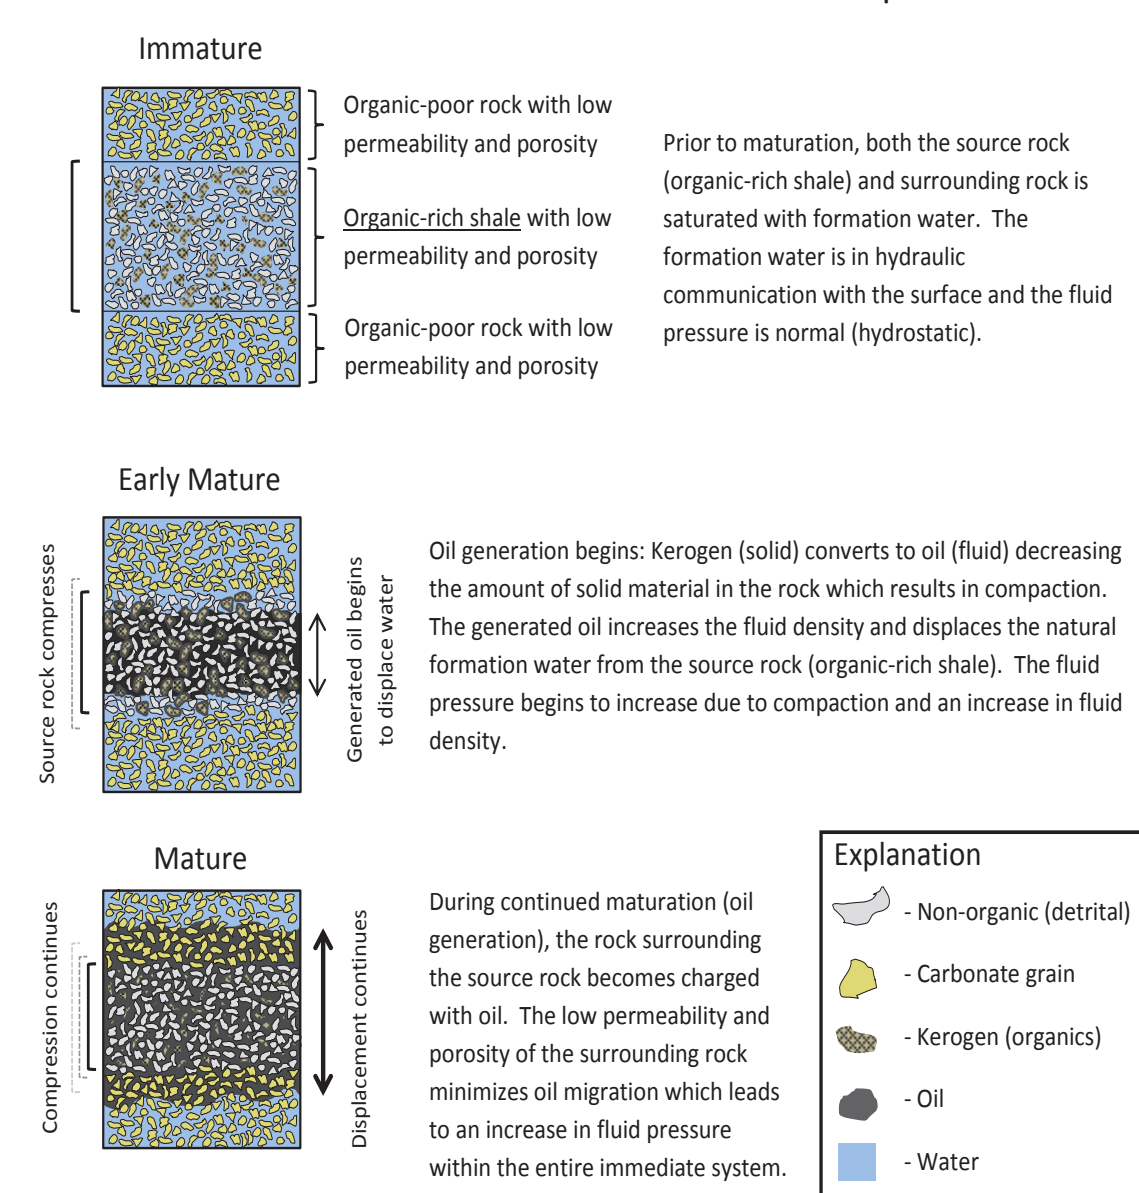 Immature
Organic-poor rock with low
permeability and porosity
Organic-rich shale with low
permeability and porosity
Organic-poor rock with low
permeability and porosity
Prior to maturation, both the source rock
(organic-rich shale) and surrounding rock is
saturated with formation water.  The
formation water is in hydraulic
communication with the surface and the fluid
pressure is normal (hydrostatic).
Early Mature
Source rock compresses
Generated oil begins
to displace water
Oil generation begins: Kerogen (solid) converts to oil (fluid) decreasing
the amount of solid material in the rock which results in compaction.
The generated oil increases the fluid density and displaces the natural
formation water from the source rock (organic-rich shale).  The fluid
pressure begins to increase due to compaction and an increase in fluid
density.
Mature
Compression continues
Displacement continues
During continued maturation (oil
generation), the rock surrounding
the source rock becomes charged
with oil.  The low permeability and
porosity of the surrounding rock
minimizes oil migration which leads
to an increase in fluid pressure
within the entire immediate system.
Explanation
- Non-organic (detrital)
- Carbonate grain
- Kerogen (organics)
- Oil
- Water